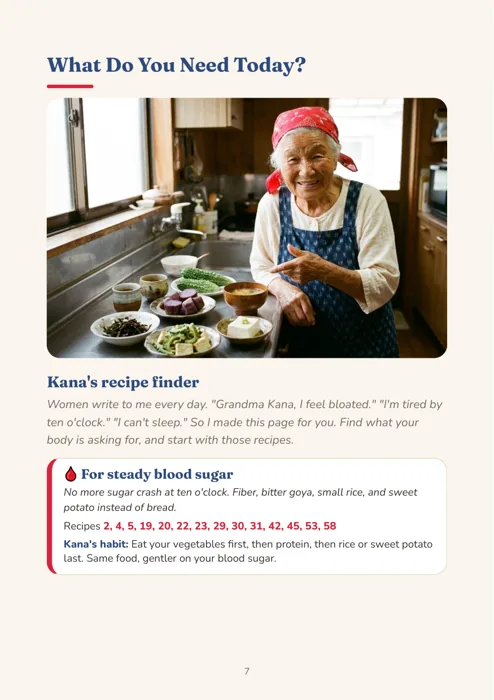 What Do You Need Today?
Kana's recipe finder
Women write to me every day. "Grandma Kana, I feel bloated." "I'm tired by
ten o'clock." "I can't sleep." So I made this page for you. Find what your
body is asking for, and start with those recipes.
For steady blood sugar
No more sugar crash at ten o'clock. Fiber, bitter goya, small rice, and sweet
potato instead of bread.
Recipes 2, 4, 5, 19, 20, 22, 23, 29, 30, 31, 42, 45, 53, 58
Kana's habit: Eat your vegetables first, then protein, then rice or sweet potato
last. Same food, gentler on your blood sugar.
7